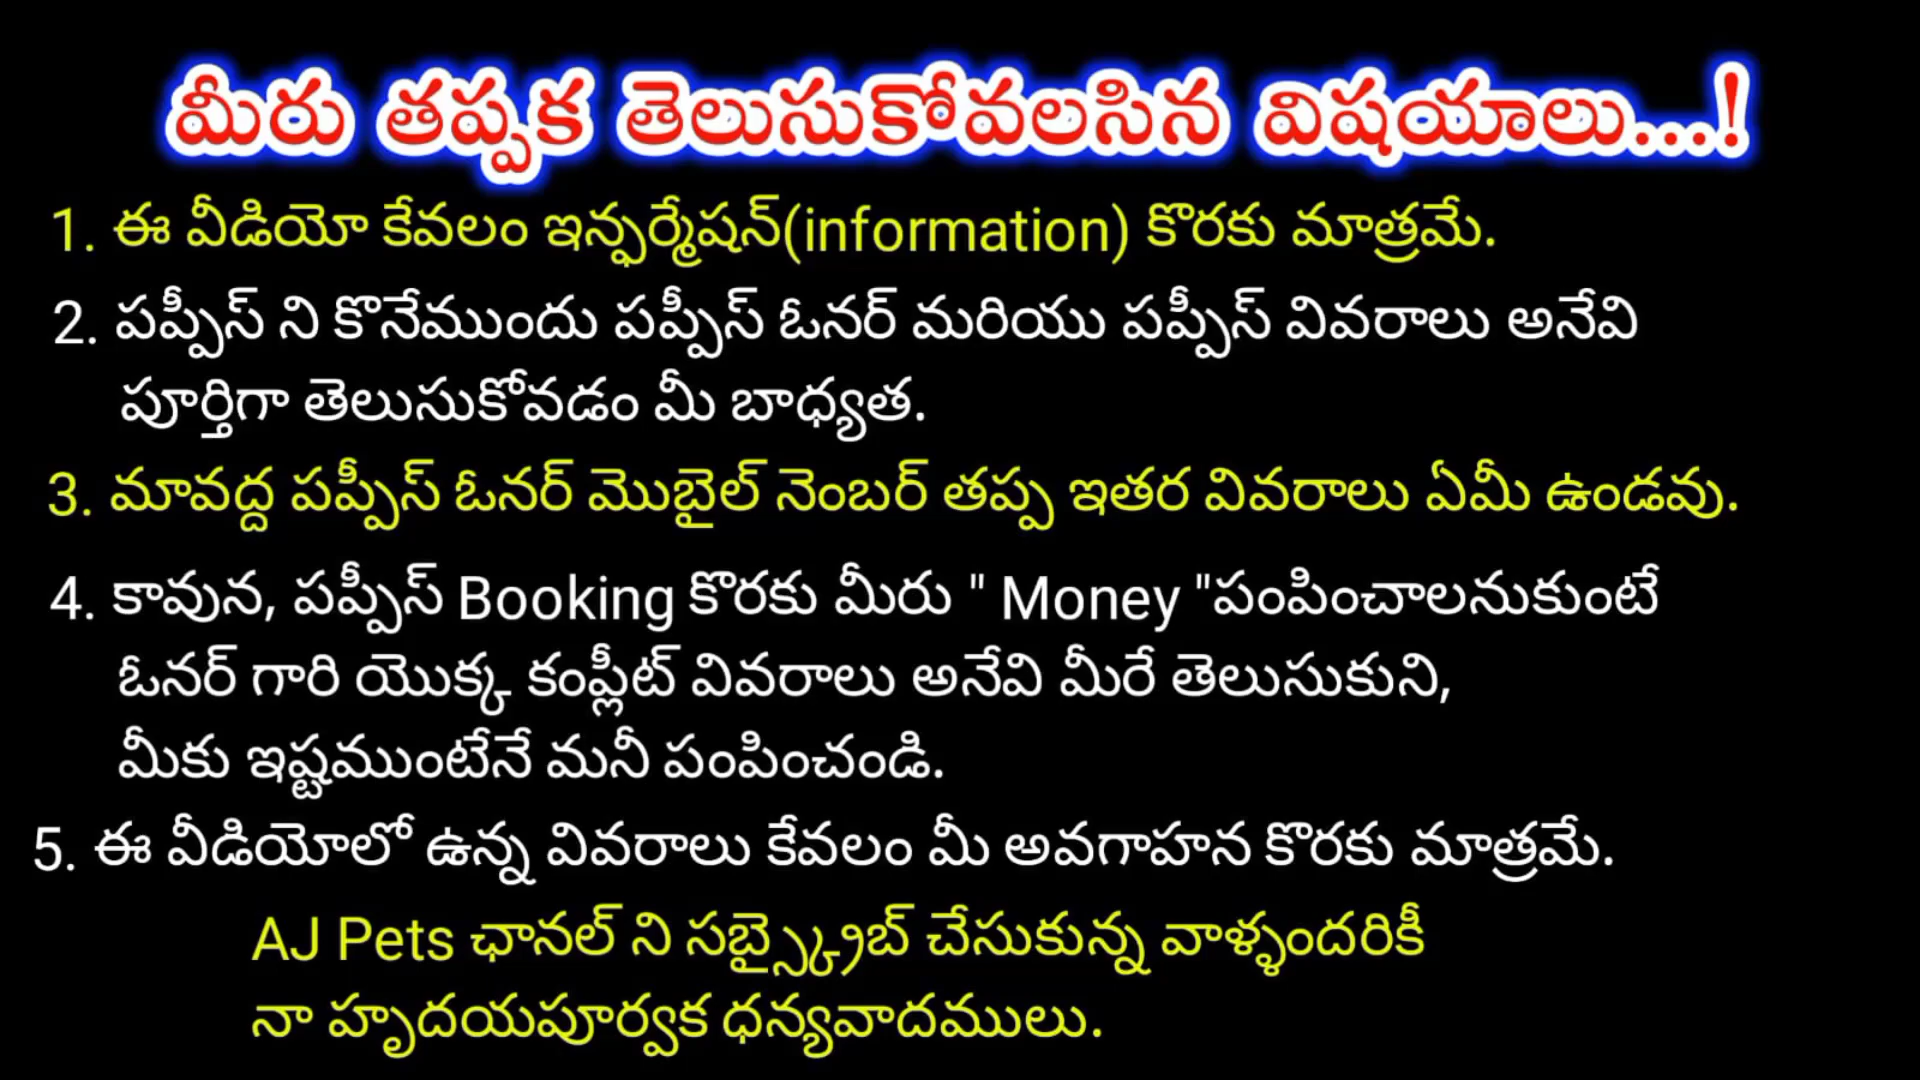 మీరు తప్పక తెలుసుకోవలసిన విషయాలు...!
1. ఈ వీడియో కేవలం ఇన్ఫర్మేషన్(information) కొరకు మాత్రమే.
2. పప్పీస్ ని కొనేముందు పప్పీస్ ఓనర్ మరియు పప్పీస్ వివరాలు అనేవి
పూర్తిగా తెలుసుకోవడం మీ బాధ్యత.
3. మావద్ద పప్పీస్ ఓనర్ మొబైల్ నెంబర్ తప్ప ఇతర వివరాలు ఏమీ ఉండవు.
4. కావున, పప్పీస్ Booking కొరకు మీరు " Money "పంపించాలనుకుంటే
ఓనర్ గారి యొక్క కంప్లీట్ వివరాలు అనేవి మీరే తెలుసుకుని,
మీకు ఇష్టముంటేనే మనీ పంపించండి.
5. ఈ వీడియోలో ఉన్న వివరాలు కేవలం మీ అవగాహన కొరకు మాత్రమే.
AJ Pets ఛానల్ ని సబ్స్క్రైబ్ చేసుకున్న వాళ్ళందరికీ
నా హృదయపూర్వక ధన్యవాదములు.